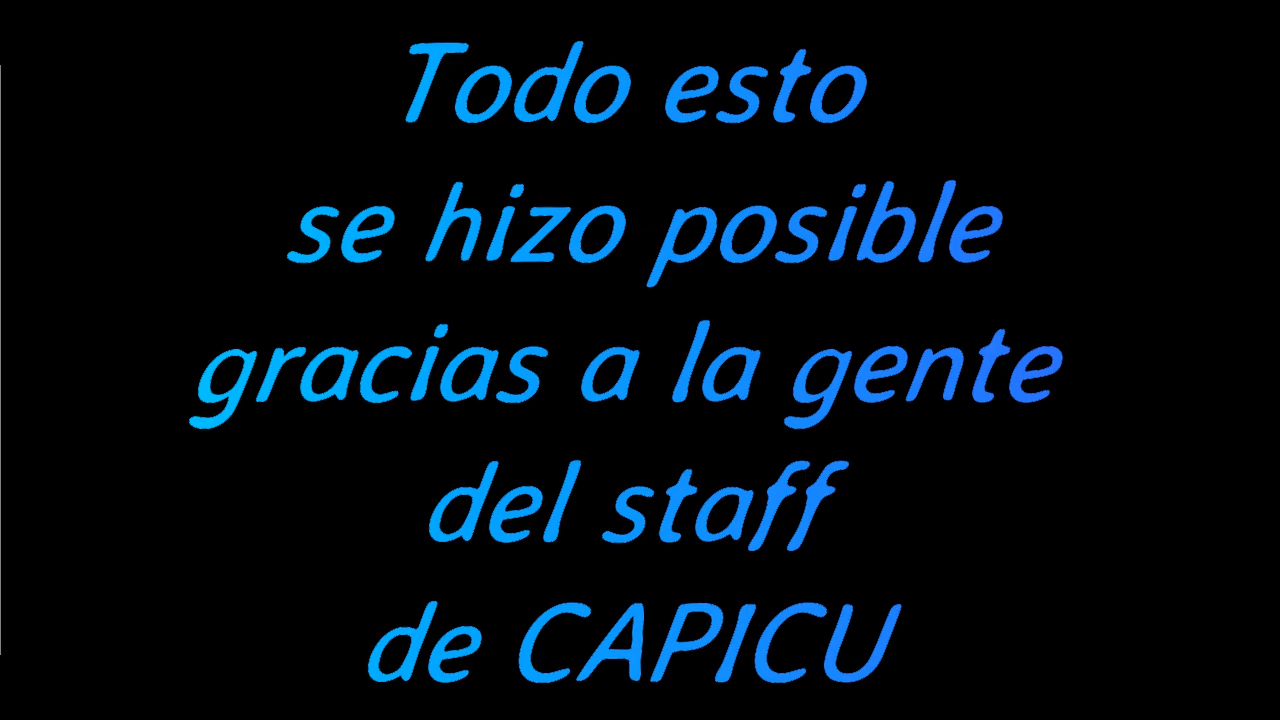 Todo esto
se hizo posible
gracias a la gente
del staff
de CAPICU